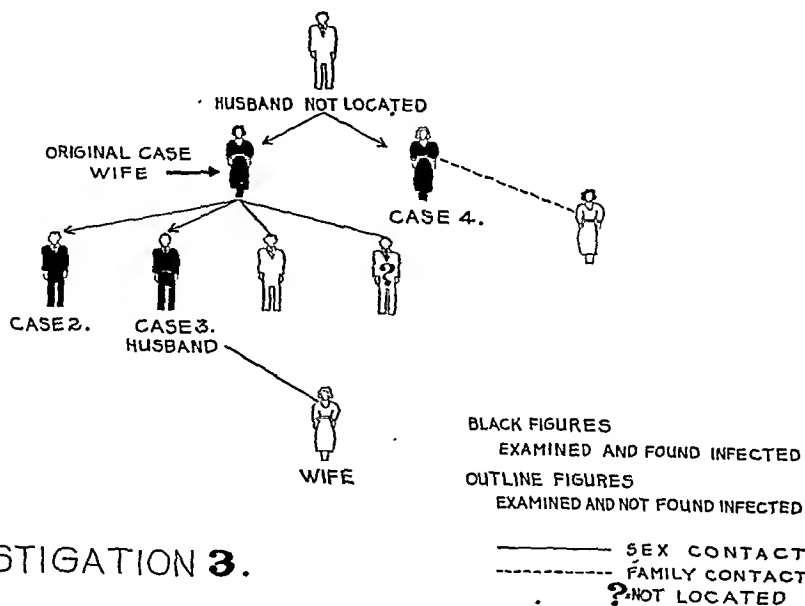 HUSBAND NOT LOCATED
ORIGINAL CASE
WIFE
CASE 4.
?
CASE 2.
CASE 3.
HUSBAND
WIFE
BLACK FIGURES
EXAMINED AND FOUND INFECTED
OUTLINE FIGURES
EXAMINED AND NOT FOUND INFECTED
STIGATION 3.
SEX CONTACT
FAMILY CONTACT
?=NOT LOCATED